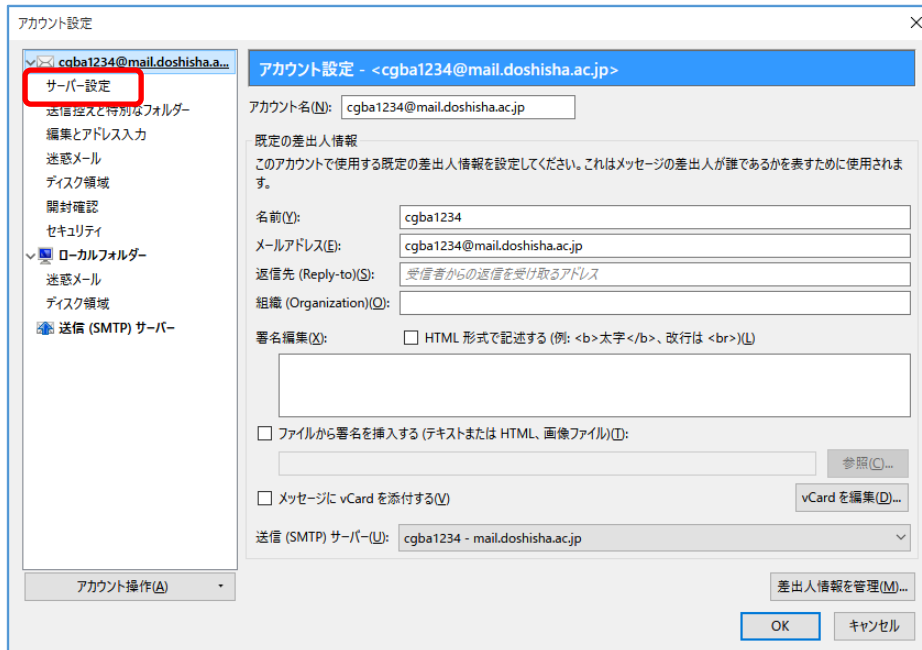 アカウント設定
cgba1234@mail.doshisha.a...
サーバー設定
送信控えと特別なフォルダー
編集とアドレス入力
迷惑メール
ディスク領域
開封確認
セキュリティ
ローカルフォルダー
迷惑メール
ディスク領域
送信 (SMTP) サーバー
アカウント操作(A)
アカウント設定 - <cgba1234@mail.doshisha.ac.jp>
アカウント名(N): cgba1234@mail.doshisha.ac.jp
既定の差出人情報
このアカウントで使用する既定の差出人情報を設定してください。これはメッセージの差出人が誰であるかを表すために使用されま
す。
名前(Y): cgba1234
メールアドレス(E): cgba1234@mail.doshisha.ac.jp
返信先 (Reply-to)(S): 受信者からの返信を受け取るアドレス
組織 (Organization)(O):
署名編集(X): HTML 形式で記述する (例: <b>太字</b>、改行は <br>)(L)
ファイルから署名を挿入する (テキストまたは HTML、画像ファイル)(T):
参照(C)...
メッセージに vCard を添付する(V) vCard を編集(D)...
送信 (SMTP) サーバー(U): cgba1234 - mail.doshisha.ac.jp
差出人情報を管理(M)...
OK キャンセル